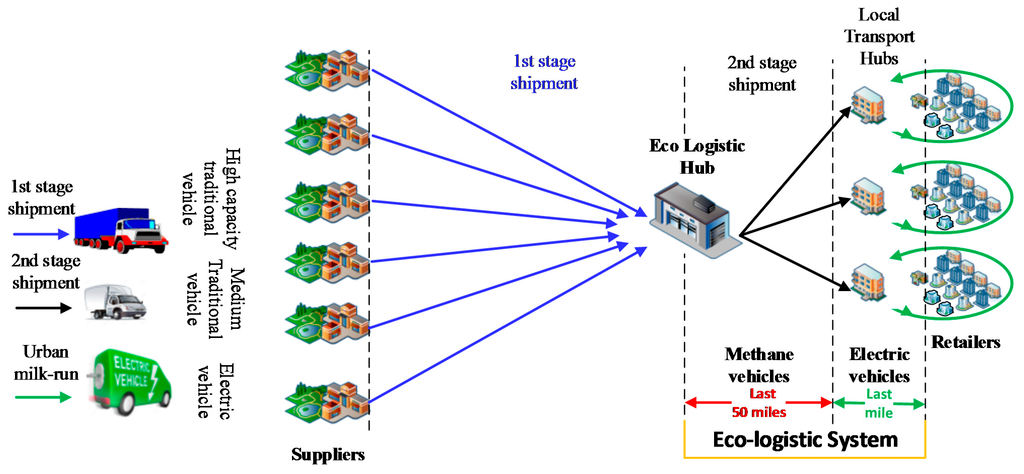 1st stage
shipment
High capacity
traditional
vehicle
2nd stage
shipment
Medium
Traditional
vehicle
Urban
milk-run
ELECTRIC
VEHICLE
Electric
vehicle
Suppliers
1st stage
shipment
Eco Logistic
Hub
2nd stage
shipment
Local
Transport
Hubs
Retailers
Methane
vehicles
Last
50 miles
Electric
vehicles
Last
mile
Eco-logistic System